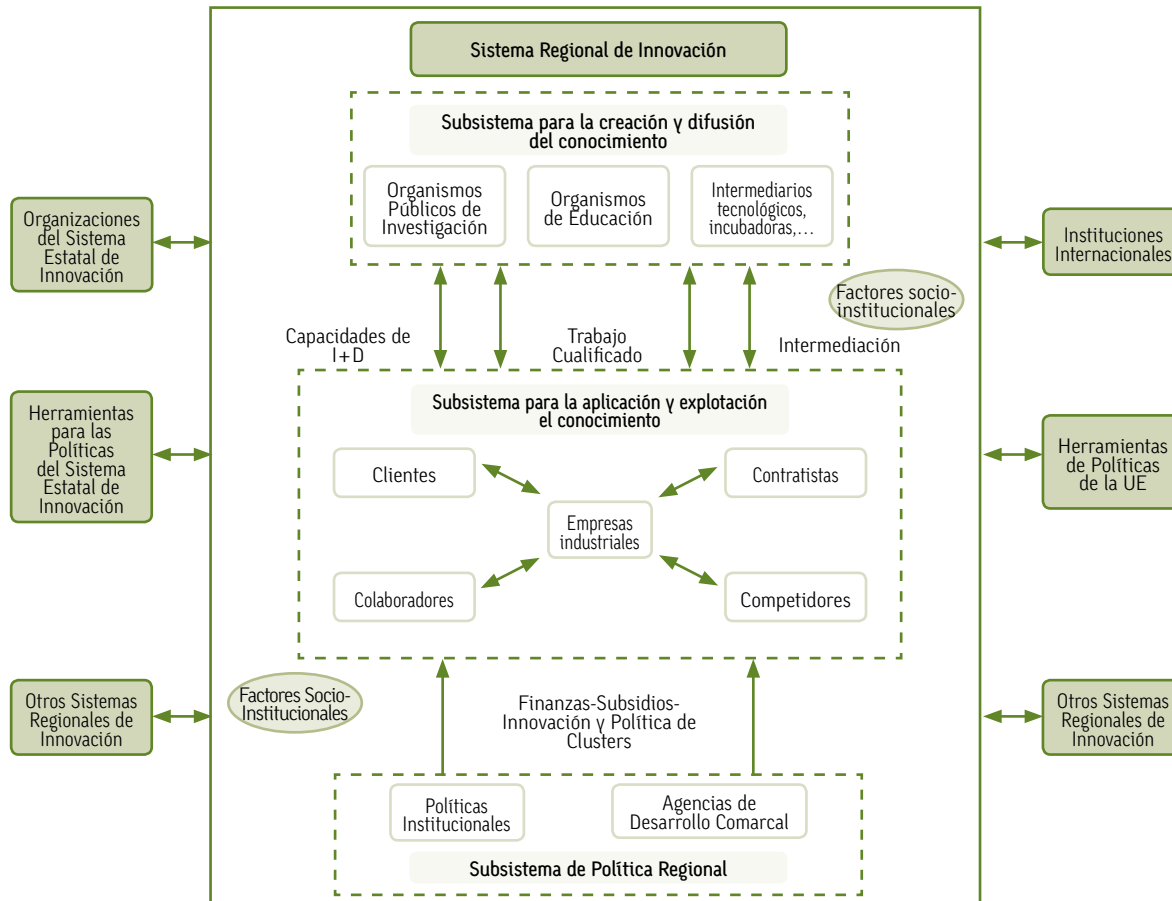 Sistema Regional de Innovación
Subsistema para la creación y difusión
del conocimiento
Organismos
Públicos de
Investigación
Organismos
de Educación
Intermediarios
tecnológicos,
incubadoras,…
Organizaciones
del Sistema
Estatal de
Innovación
Instituciones
Internacionales
Factores socio-
institucionales
Capacidades de
I+D
Trabajo
Cualificado
Intermediación
Herramientas
para las
Políticas
del Sistema
Estatal de
Innovación
Subsistema para la aplicación y explotación
el conocimiento
Clientes
Contratistas
Empresas
industriales
Colaboradores
Competidores
Herramientas
de Políticas
de la UE
Otros Sistemas
Regionales de
Innovación
Factores Socio-
Institucionales
Finanzas-Subsidios-
Innovación y Política de
Clusters
Otros Sistemas
Regionales de
Innovación
Políticas
Institucionales
Agencias de
Desarrollo Comarcal
Subsistema de Política Regional